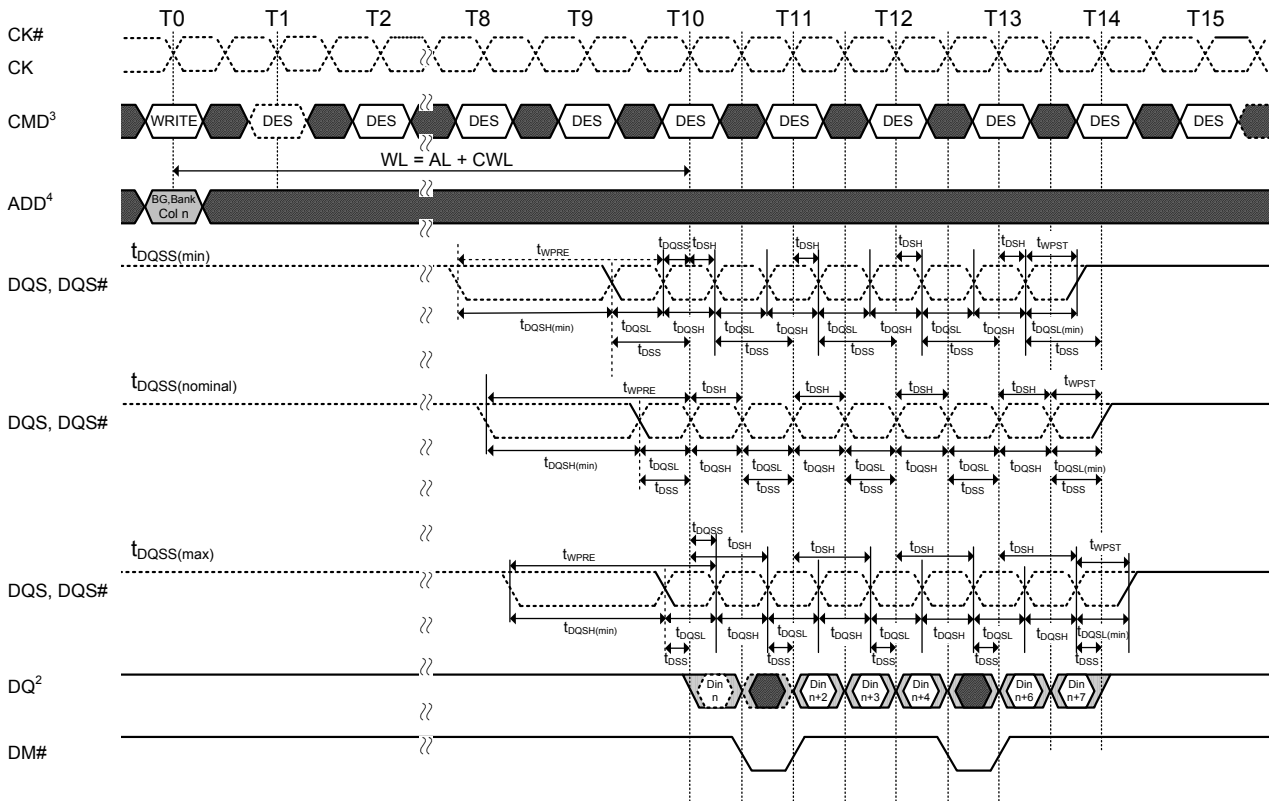 T0 T1 T2 T8 T9 T10 T11 T12 T13 T14 T15
CK#
CK
CMD3 WRITE DES DES DES DES DES DES DES DES DES DES
WL = AL + CWL
ADD4 BG,Bank
Col n
tDQSS(min) tWPRE tDQSS tDSH tDSH tDSH tDSH tWPST
DQS, DQS#
tDQSH(min) tDQSL tDQSH tDQSL tDQSH tDQSL tDQSH tDQSL tDQSH tDQSL(min)
tDSS tDSS tDSS tDSS tDSS
tDQSS(nominal) tWPRE tDSH tDSH tDSH tDSH tWPST
DQS, DQS#
tDQSH(min) tDQSL tDQSH tDQSL tDQSH tDQSL tDQSH tDQSL tDQSH tDQSL(min)
tDSS tDSS tDSS tDSS tDSS
tDQSS
tDQSS(max) tWPRE tDSH tDSH tDSH tDSH tWPST
DQS, DQS#
tDQSH(min) tDQSL tDQSH tDQSL tDQSH tDQSL tDQSH tDQSL tDQSH tDQSL(min)
tDSS tDSS tDSS tDSS tDSS
DQ2 Din Din Din Din Din Din
n n+2 n+3 n+4 n+6 n+7
DM#